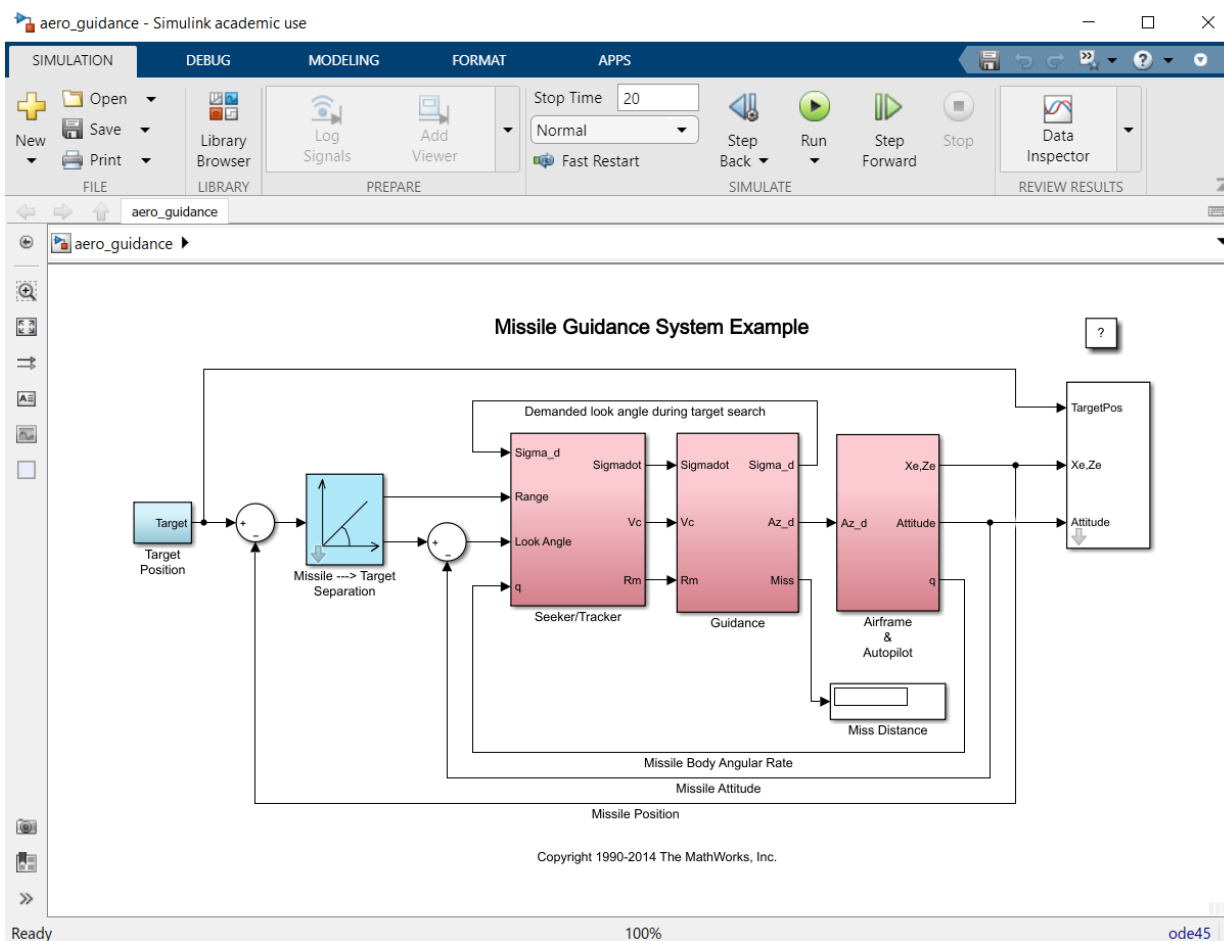 aero_guidance - Simulink academic use
SIMULATION DEBUG MODELING FORMAT APPS
New
Open
Save
Print
FILE
Library
Browser
LIBRARY
Log
Signals
Add
Viewer
PREPARE
Stop Time 20
Normal
Fast Restart
Step
Back
Run
Step
Forward
Stop
SIMULATE
Data
Inspector
REVIEW RESULTS
aero_guidance
aero_guidance
Missile Guidance System Example
?
Demanded look angle during target search
Target
Target
Position
+
−
Missile ---> Target
Separation
+
−
Sigma_d
Range
Look Angle
q
Sigmadot
Vc
Rm
Seeker/Tracker
Sigmadot
Vc
Rm
Sigma_d
Az_d
Miss
Guidance
Az_d
Xe,Ze
Attitude
q
Airframe
&
Autopilot
TargetPos
Xe,Ze
Attitude
Miss Distance
Missile Body Angular Rate
Missile Attitude
Missile Position
Copyright 1990-2014 The MathWorks, Inc.
Ready 100% ode45